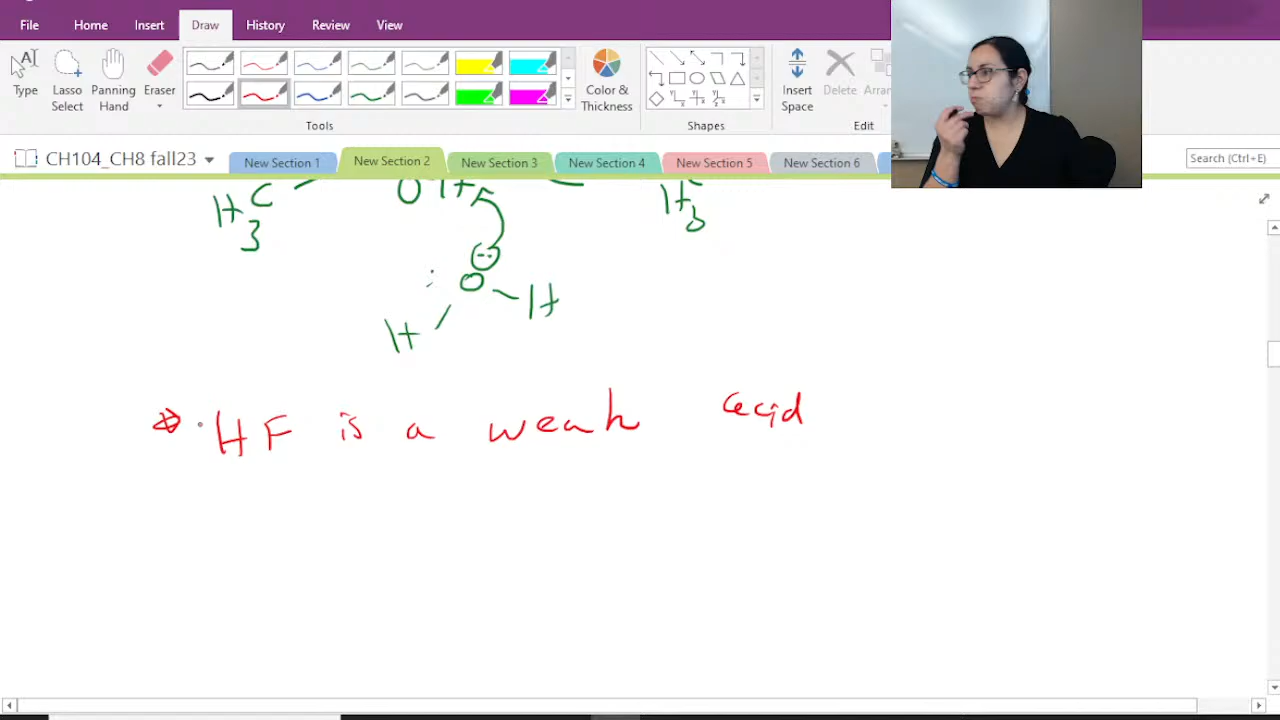 File Home Insert Draw History Review View
Type Lasso Select Panning Hand Eraser Color & Thickness Insert Space Delete Arran
Tools Shapes Edit
CH104_CH8 fall23 New Section 1 New Section 2 New Section 3 New Section 4 New Section 5 New Section 6 Search (Ctrl+E)
H3C
O
H
O
H
H
HF is a weak acid